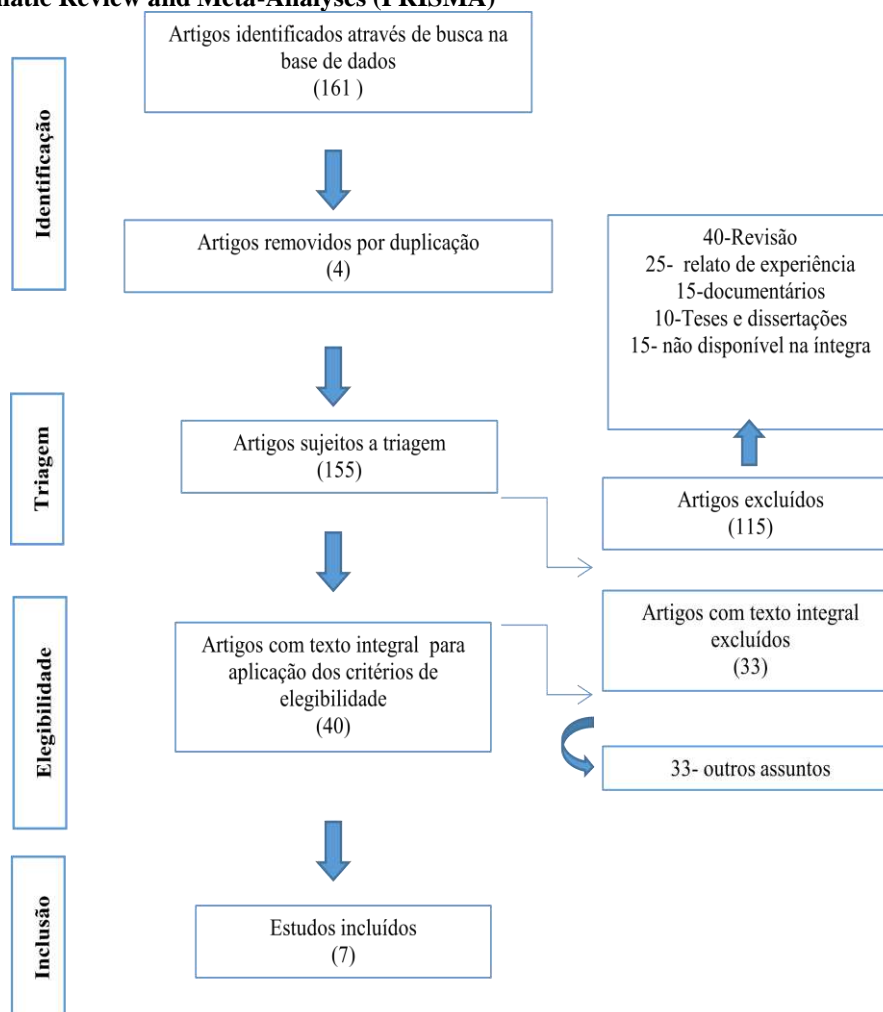 matic Review and Meta-Analyses (PRISMA)
Identificação
Artigos identificados através de busca na
base de dados
(161 )
Artigos removidos por duplicação
(4)
40-Revisão
25- relato de experiência
15-documentários
10-Teses e dissertações
15- não disponível na íntegra
Triagem
Artigos sujeitos a triagem
(155)
Artigos excluídos
(115)
Elegibilidade
Artigos com texto integral para
aplicação dos critérios de
elegibilidade
(40)
Artigos com texto integral
excluídos
(33)
33- outros assuntos
Inclusão
Estudos incluídos
(7)